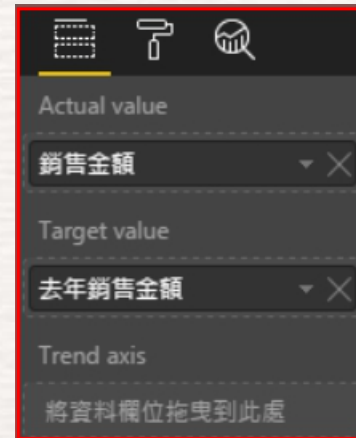 Actual value
銷售金額
Target value
去年銷售金額
Trend axis
將資料欄位拖曳到此處